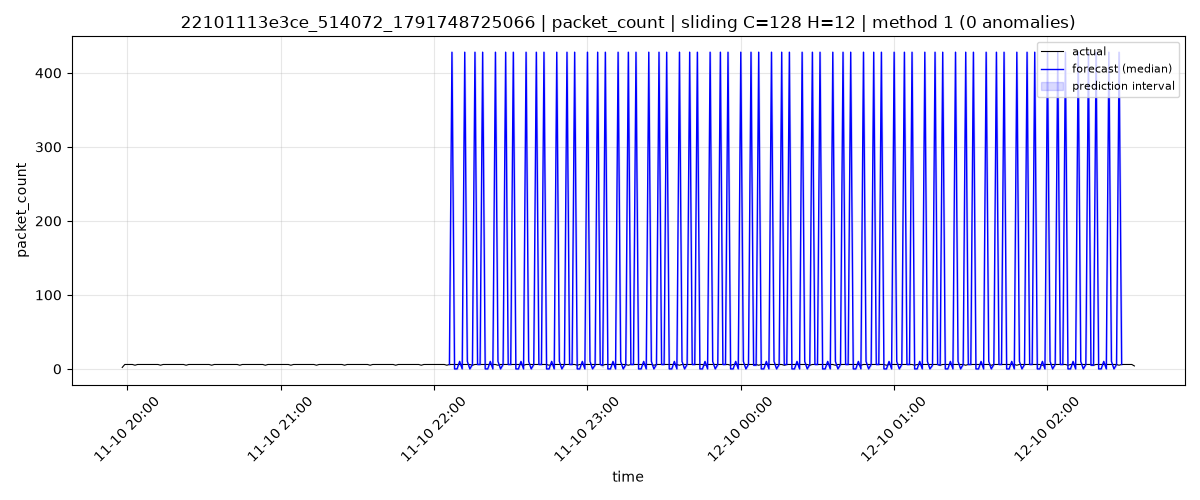 22101113e3ce_514072_1791748725066 | packet_count | sliding C=128 H=12 | method 1 (0 anomalies)
actual
forecast (median)
prediction interval
packet_count
400
300
200
100
0
11-10 20:00
11-10 21:00
11-10 22:00
11-10 23:00
12-10 00:00
12-10 01:00
12-10 02:00
time